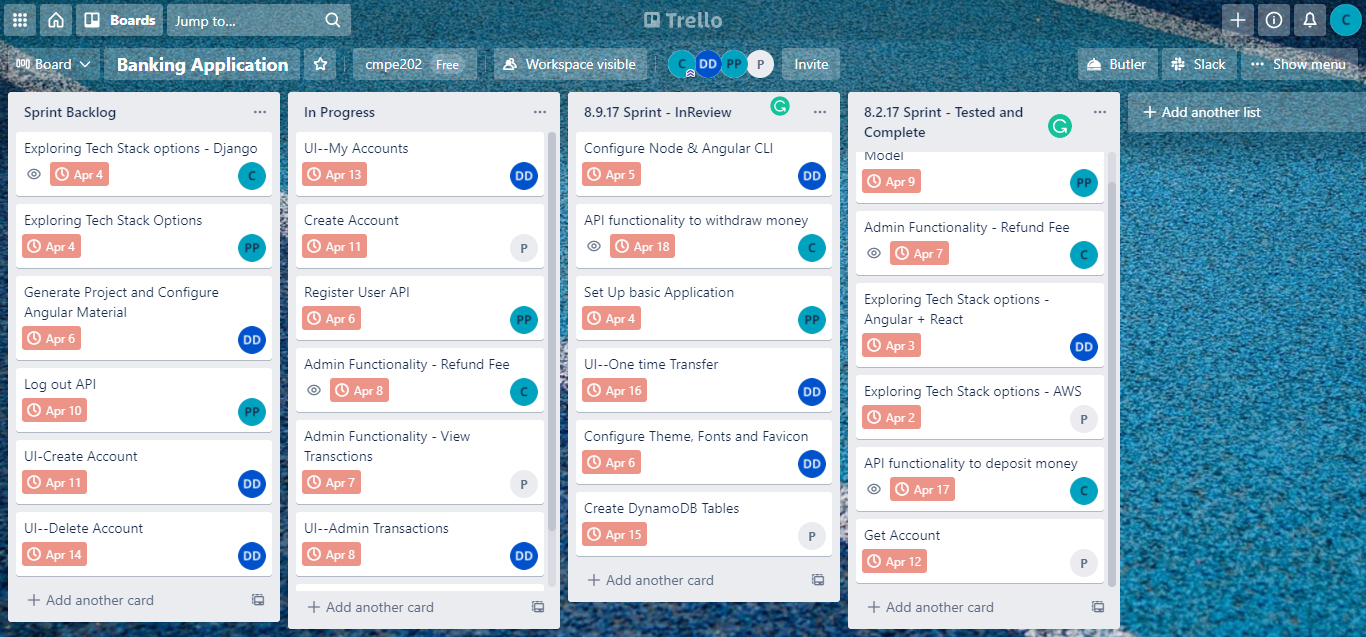 Boards
Jump to...
Trello
C
Board
Banking Application
cmpe202 Free
Workspace visible
C DD PP P
Invite
Butler
Slack
Show menu
Sprint Backlog
Exploring Tech Stack options - Django
Apr 4
C
Exploring Tech Stack Options
Apr 4
PP
Generate Project and Configure
Angular Material
Apr 6
DD
Log out API
Apr 10
PP
UI-Create Account
Apr 11
DD
UI--Delete Account
Apr 14
DD
Add another card
In Progress
UI--My Accounts
Apr 13
DD
Create Account
Apr 11
P
Register User API
Apr 6
PP
Admin Functionality - Refund Fee
Apr 8
C
Admin Functionality - View
Transctions
Apr 7
P
UI--Admin Transactions
Apr 8
DD
Add another card
8.9.17 Sprint - InReview
Configure Node & Angular CLI
Apr 5
DD
API functionality to withdraw money
Apr 18
C
Set Up basic Application
Apr 4
PP
UI--One time Transfer
Apr 16
DD
Configure Theme, Fonts and Favicon
Apr 6
DD
Create DynamoDB Tables
Apr 15
P
Add another card
8.2.17 Sprint - Tested and
Complete
Model
Apr 9
PP
Admin Functionality - Refund Fee
Apr 7
C
Exploring Tech Stack options -
Angular + React
Apr 3
DD
Exploring Tech Stack options - AWS
Apr 2
P
API functionality to deposit money
Apr 17
C
Get Account
Apr 12
P
Add another card
Add another list